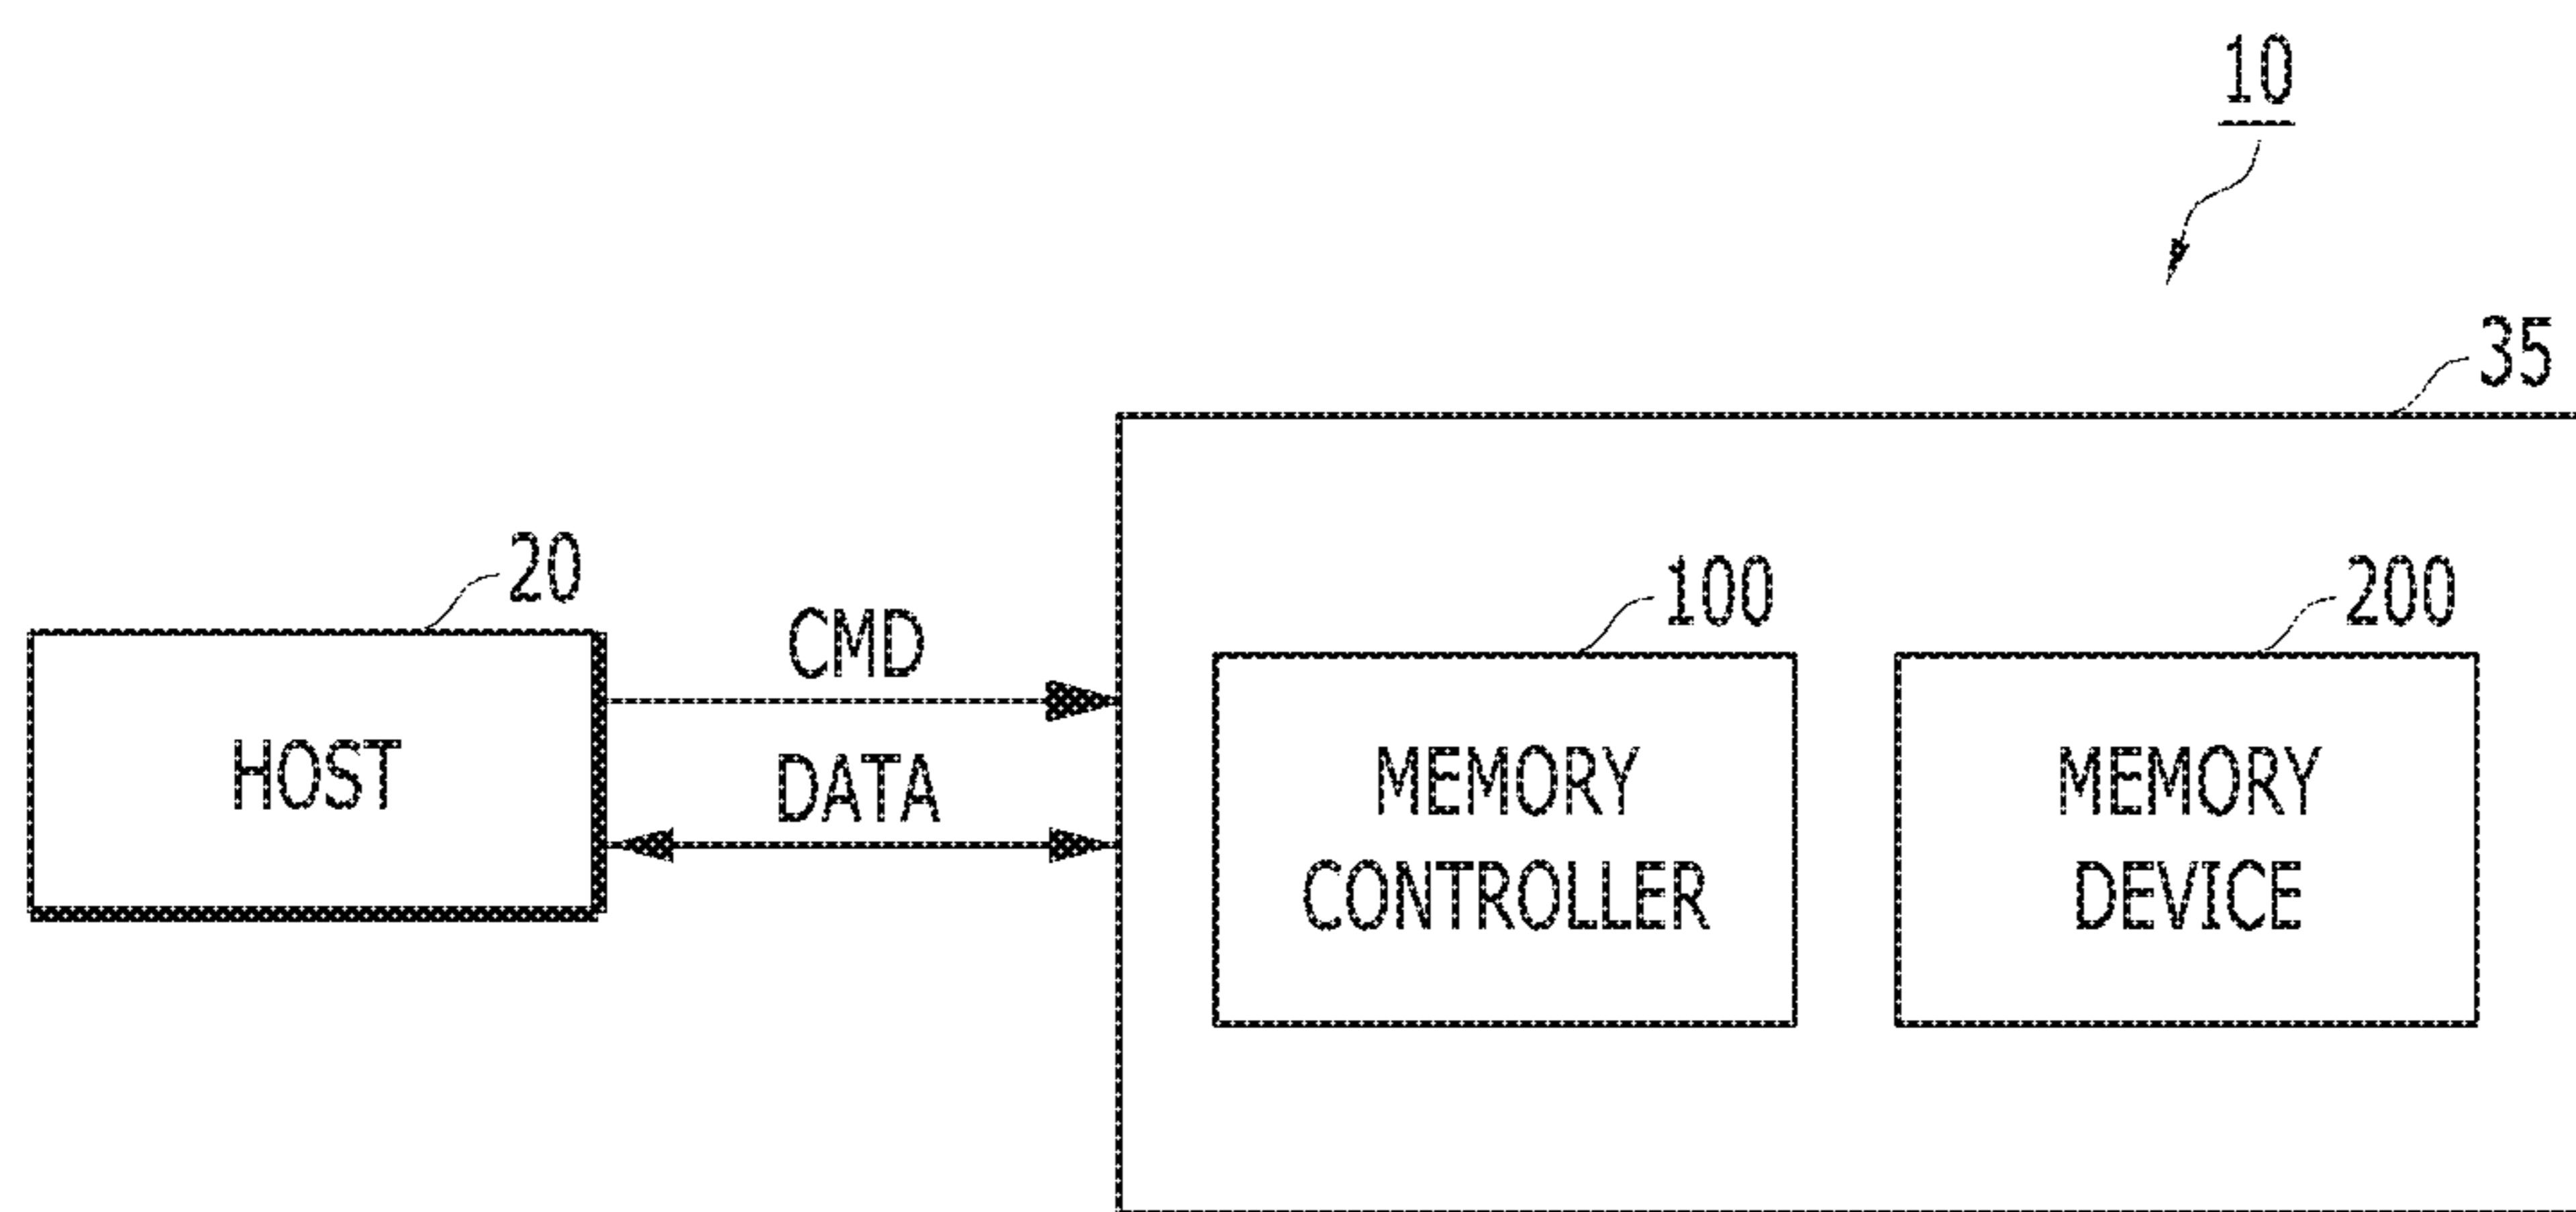 10
35
20
CMD
100
200
HOST
DATA
MEMORY
CONTROLLER
MEMORY
DEVICE